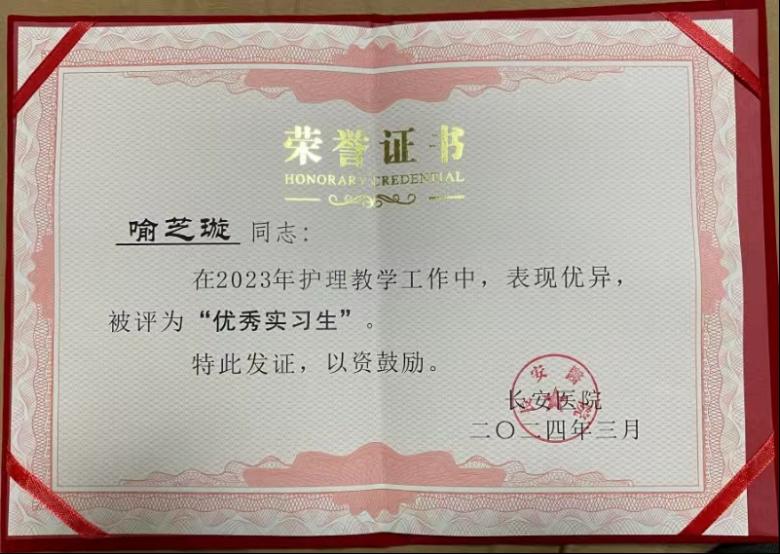 荣誉证书
HONORARY CREDENTIAL
喻芝璇 同志：
在2023年护理教学工作中，表现优异，
被评为“优秀实习生”。
特此发证，以资鼓励。
长安医院
二〇二四年三月